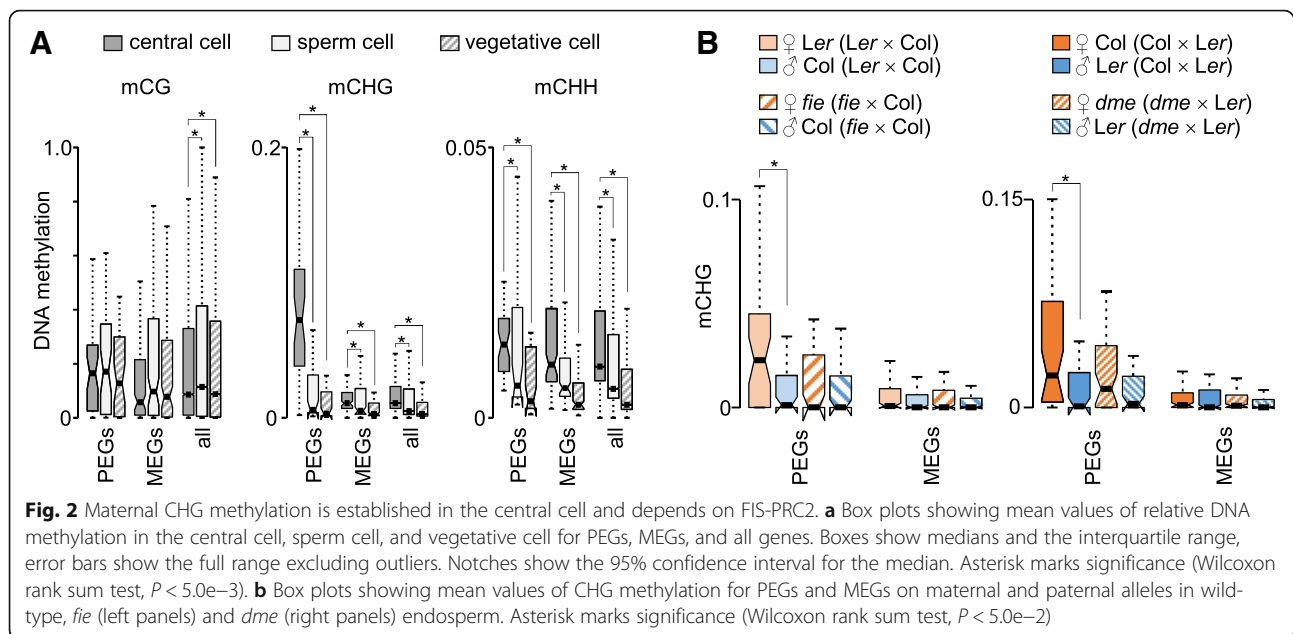 A
central cell
sperm cell
vegetative cell
mCG
mCHG
mCHH
DNA methylation
1.0
0
0.2
0
0.05
0
PEGs
MEGs
all
PEGs
MEGs
all
PEGs
MEGs
all
B
♀ Ler (Ler × Col)
♂ Col (Ler × Col)
♀ fie (fie × Col)
♂ Col (fie × Col)
♀ Col (Col × Ler)
♂ Ler (Col × Ler)
♀ dme (dme × Ler)
♂ Ler (dme × Ler)
mCHG
0.1
0
0.15
0
PEGs
MEGs
PEGs
MEGs
Fig. 2 Maternal CHG methylation is established in the central cell and depends on FIS-PRC2. a Box plots showing mean values of relative DNA
methylation in the central cell, sperm cell, and vegetative cell for PEGs, MEGs, and all genes. Boxes show medians and the interquartile range,
error bars show the full range excluding outliers. Notches show the 95% confidence interval for the median. Asterisk marks significance (Wilcoxon
rank sum test, P < 5.0e−3). b Box plots showing mean values of CHG methylation for PEGs and MEGs on maternal and paternal alleles in wild-
type, fie (left panels) and dme (right panels) endosperm. Asterisk marks significance (Wilcoxon rank sum test, P < 5.0e−2)